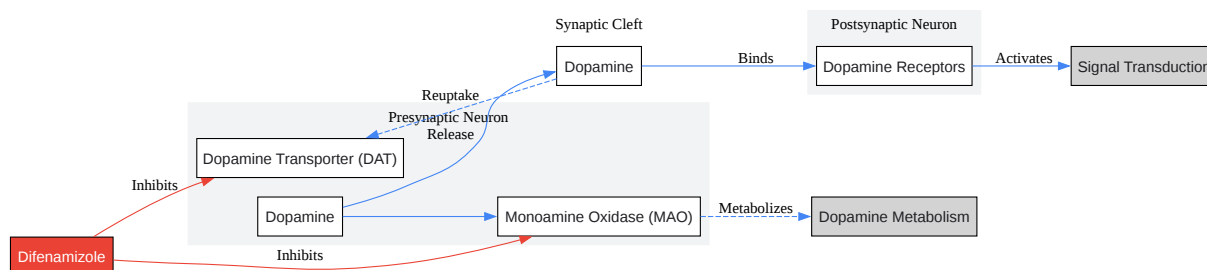 Synaptic Cleft
Postsynaptic Neuron
Dopamine
Binds
Dopamine Receptors
Activates
Signal Transduction
Reuptake
Presynaptic Neuron
Release
Dopamine Transporter (DAT)
Inhibits
Dopamine
Monoamine Oxidase (MAO)
Metabolizes
Dopamine Metabolism
Difenamizole
Inhibits